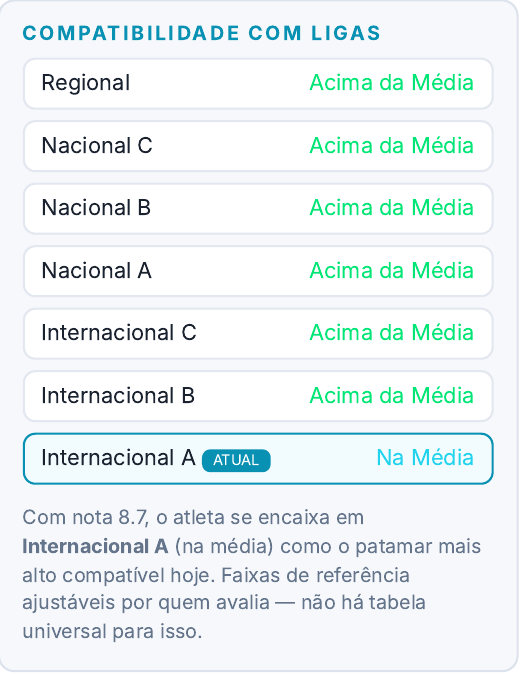 COMPATIBILIDADE COM LIGAS
Regional Acima da Média
Nacional C Acima da Média
Nacional B Acima da Média
Nacional A Acima da Média
Internacional C Acima da Média
Internacional B Acima da Média
Internacional A ATUAL Na Média
Com nota 8.7, o atleta se encaixa em
Internacional A (na média) como o patamar mais
alto compatível hoje. Faixas de referência
ajustáveis por quem avalia — não há tabela
universal para isso.